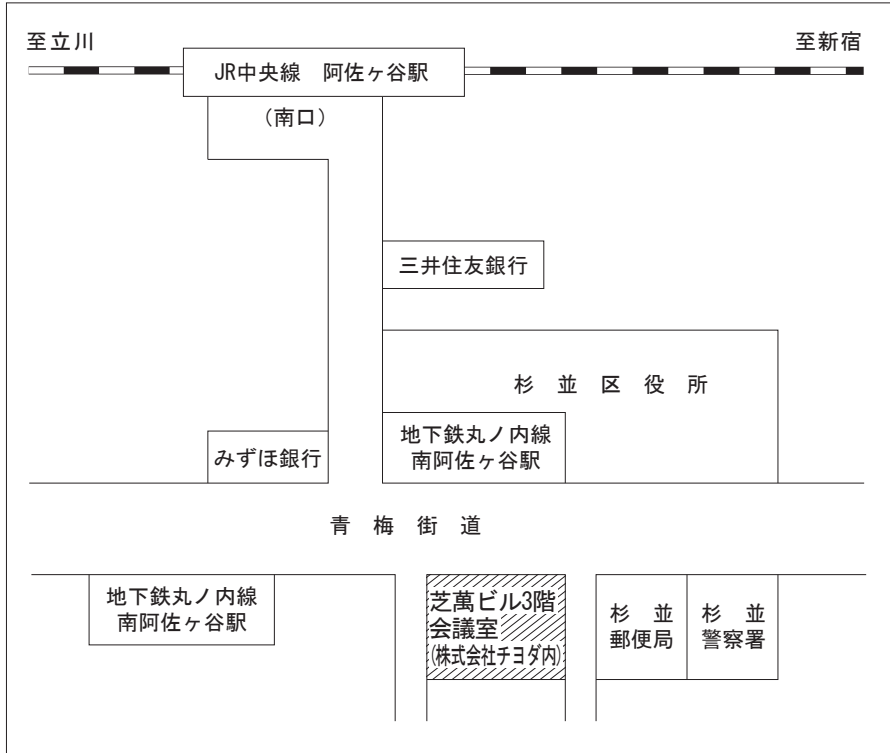 至立川
至新宿
JR中央線　阿佐ヶ谷駅
（南口）
三井住友銀行
杉並区役所
地下鉄丸ノ内線
南阿佐ヶ谷駅
みずほ銀行
青梅街道
地下鉄丸ノ内線
南阿佐ヶ谷駅
芝萬ビル3階
会議室
(株式会社チヨダ内)
杉並
郵便局
杉並
警察署